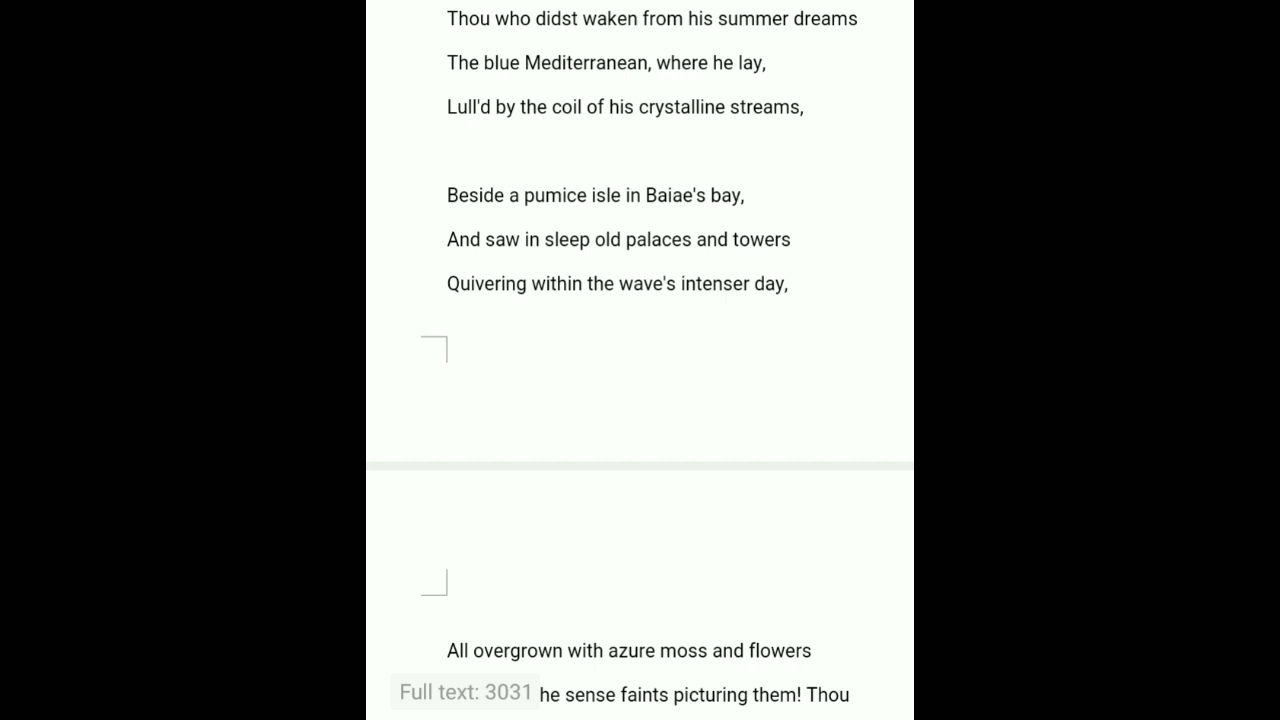 Thou who didst waken from his summer dreams
The blue Mediterranean, where he lay,
Lull'd by the coil of his crystalline streams,
Beside a pumice isle in Baiae's bay,
And saw in sleep old palaces and towers
Quivering within the wave's intenser day,
All overgrown with azure moss and flowers
Full text: 3031 he sense faints picturing them! Thou